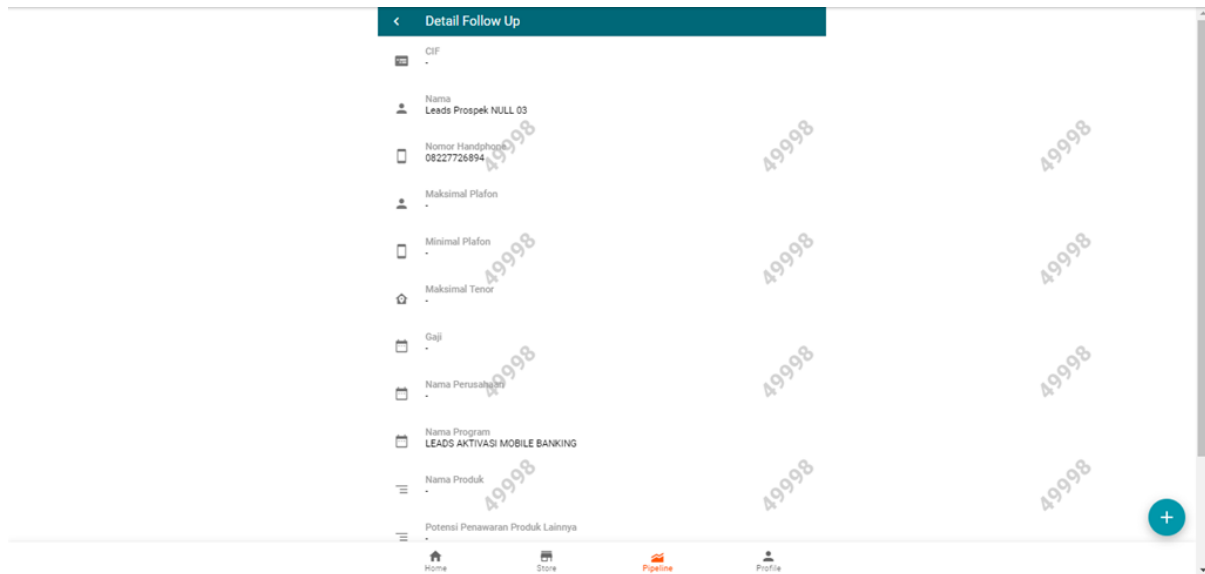 Detail Follow Up
CIF
-
Nama
Leads Prospek NULL 03
Nomor Handphone
08227726894
49998 49998 49998
Maksimal Plafon
-
Minimal Plafon
-
49998 49998 49998
Maksimal Tenor
-
Gaji
-
49998 49998 49998
Nama Perusahaan
-
Nama Program
LEADS AKTIVASI MOBILE BANKING
Nama Produk
-
49998 49998 49998
Potensi Penawaran Produk Lainnya
-
+
Home Store Pipeline Profile